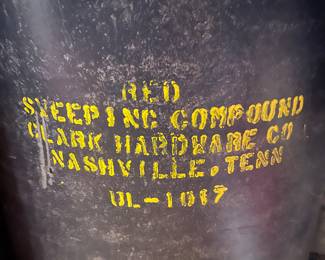 RED
SWEEPING COMPOUND
CLARK HARDWARE CO
NASHVILLE, TENN
UL-1017